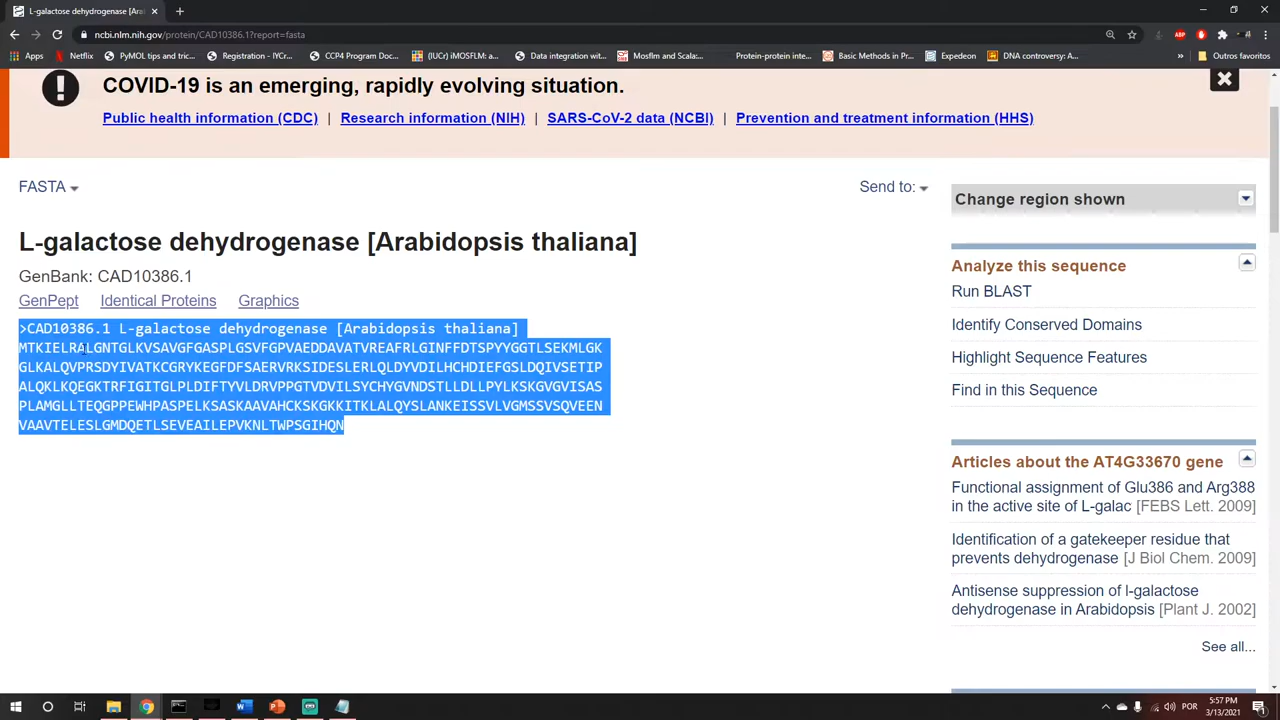 L-galactose dehydrogenase [Ara
ncbi.nlm.nih.gov/protein/CAD10386.1?report=fasta
Apps Netflix PyMOL tips and tric... Registration - IYCr... CCP4 Program Do... (IUCr) iMOSFLM: a... Data integration wi... Mosflm and Scala:... Protein-protein inte... Basic Methods in Pr... Expedeon DNA controversy: A... » Outros favoritos
COVID-19 is an emerging, rapidly evolving situation.
Public health information (CDC) | Research information (NIH) | SARS-CoV-2 data (NCBI) | Prevention and treatment information (HHS)
FASTA
Send to:
Change region shown
L-galactose dehydrogenase [Arabidopsis thaliana]
GenBank: CAD10386.1
GenPept Identical Proteins Graphics
>CAD10386.1 L-galactose dehydrogenase [Arabidopsis thaliana]
MTKIELRALGNTGLKVSAVGFGASPLGSVFGPVAEDDAVATVREAFRLGINFFDTSPYYGGTLSEKMLGK
GLKALQVPRSDYIVATKCGRYKEGFDFSAERVRKSIDESLERLQLDYVDILHCHDIEFGSLDQIVSETIP
ALQKLKQEGKTRFIGITGLPLDIFTYVLDRVPPGTVDVILSYCHYGVNDSTLLDLLPYLKSKGVGVISAS
PLAMGLLTEQGPPEWHPASPELKSASKAAVAHCKSKGKKITKLALQYSLANKEISSVLVGMSSVSQVEEN
VAAVTELESLGMDQETLSEVEAILEPVKNLTWPSGIHQN
Analyze this sequence
Run BLAST
Identify Conserved Domains
Highlight Sequence Features
Find in this Sequence
Articles about the AT4G33670 gene
Functional assignment of Glu386 and Arg388
in the active site of L-galac [FEBS Lett. 2009]
Identification of a gatekeeper residue that
prevents dehydrogenase [J Biol Chem. 2009]
Antisense suppression of l-galactose
dehydrogenase in Arabidopsis [Plant J. 2002]
See all...
POR
5:57 PM
3/13/2021